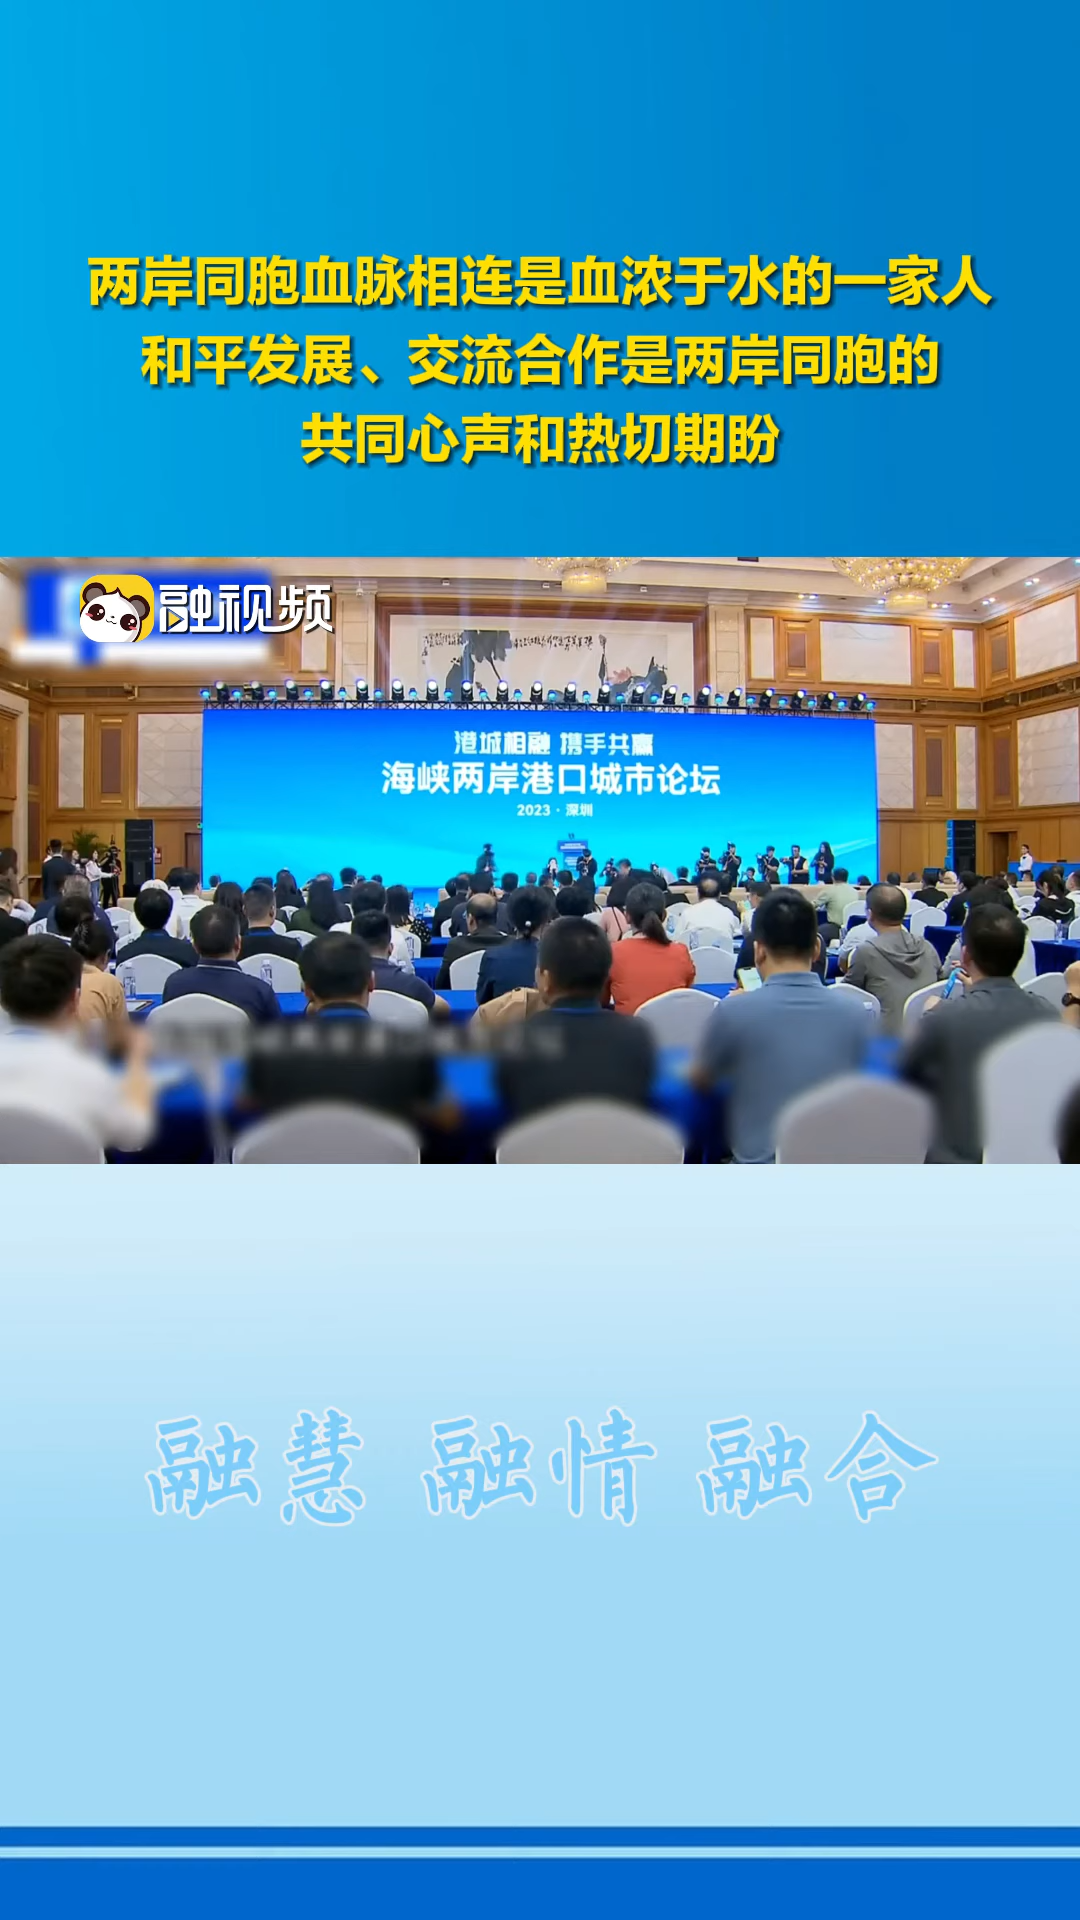 两岸同胞血脉相连是血浓于水的一家人
和平发展、交流合作是两岸同胞的
共同心声和热切期盼
融视频
港城相融 携手共赢
海峡两岸港口城市论坛
2023·深圳
融慧 融情 融合